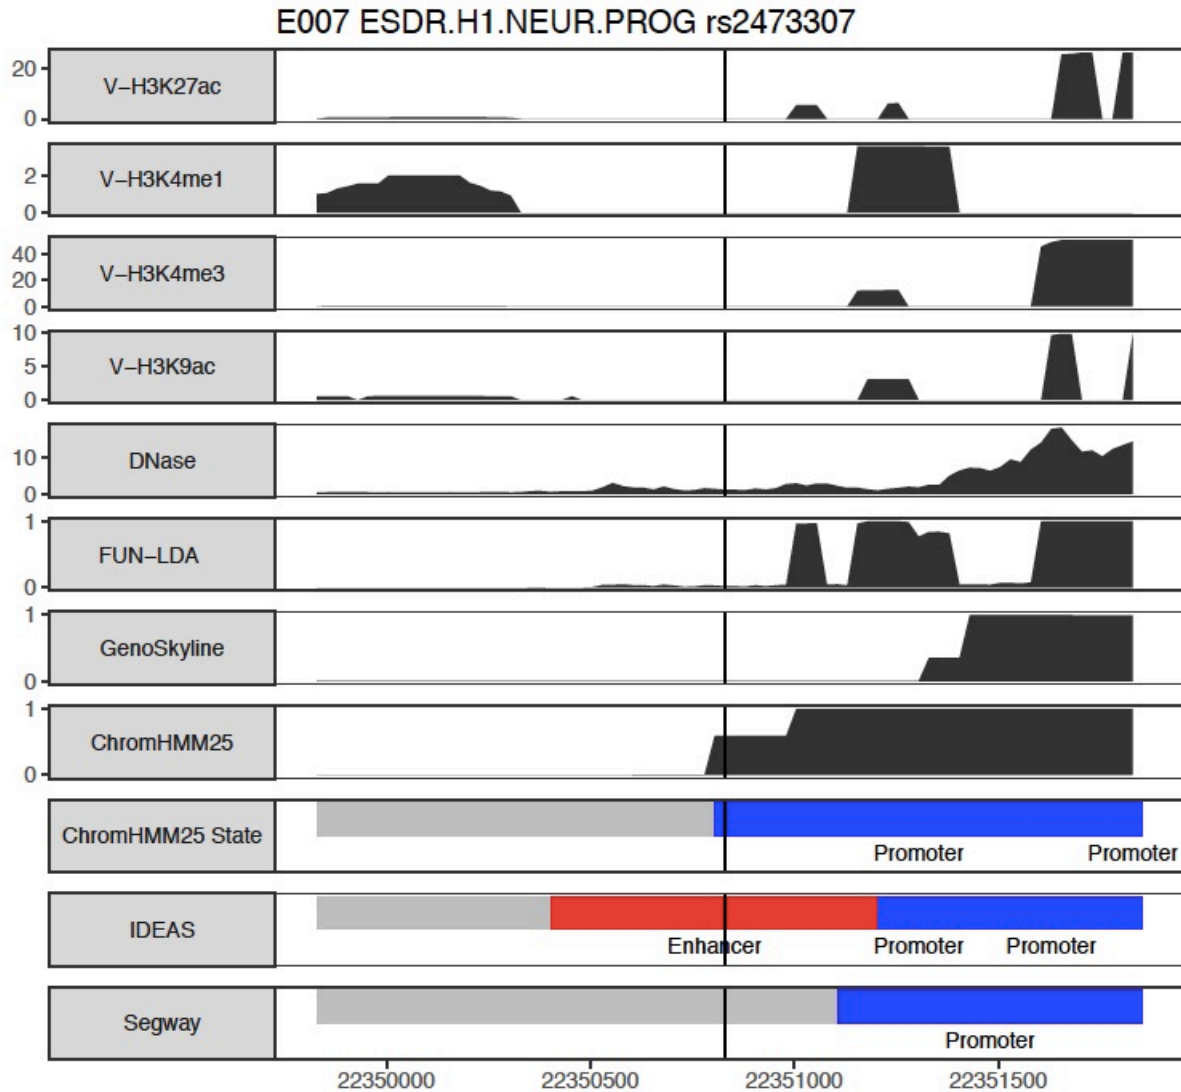 E007 ESDR.H1.NEUR.PROG rs2473307
20
0
V−H3K27ac
2
0
V−H3K4me1
40
20
0
V−H3K4me3
10
5
0
V−H3K9ac
10
0
DNase
1
0
FUN−LDA
1
0
GenoSkyline
1
0
ChromHMM25
ChromHMM25 State
Promoter Promoter
IDEAS
Enhancer Promoter Promoter
Segway
Promoter
22350000 22350500 22351000 22351500